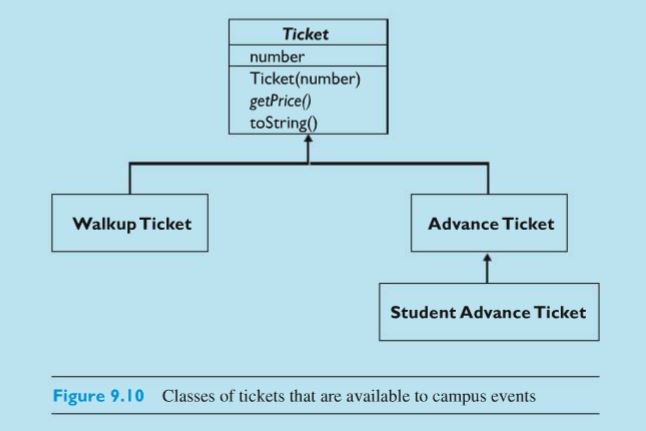 Ticket
number
Ticket(number)
getPrice()
toString()
Walkup Ticket
Advance Ticket
Student Advance Ticket
Figure 9.10 Classes of tickets that are available to campus events